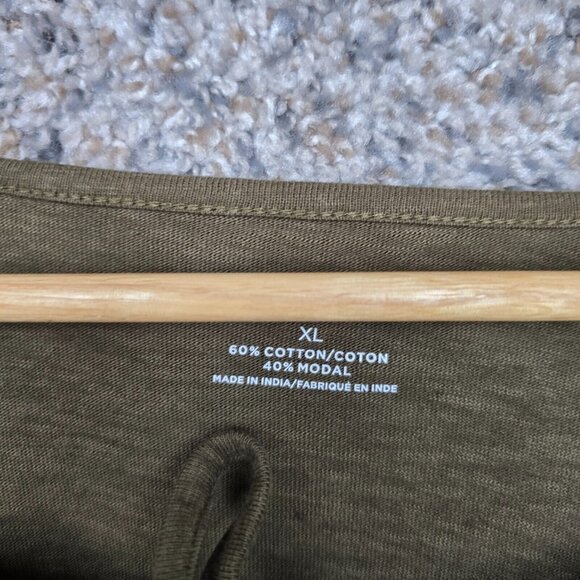 XL
60% COTTON/COTON
40% MODAL
MADE IN INDIA/FABRIQUÉ EN INDE